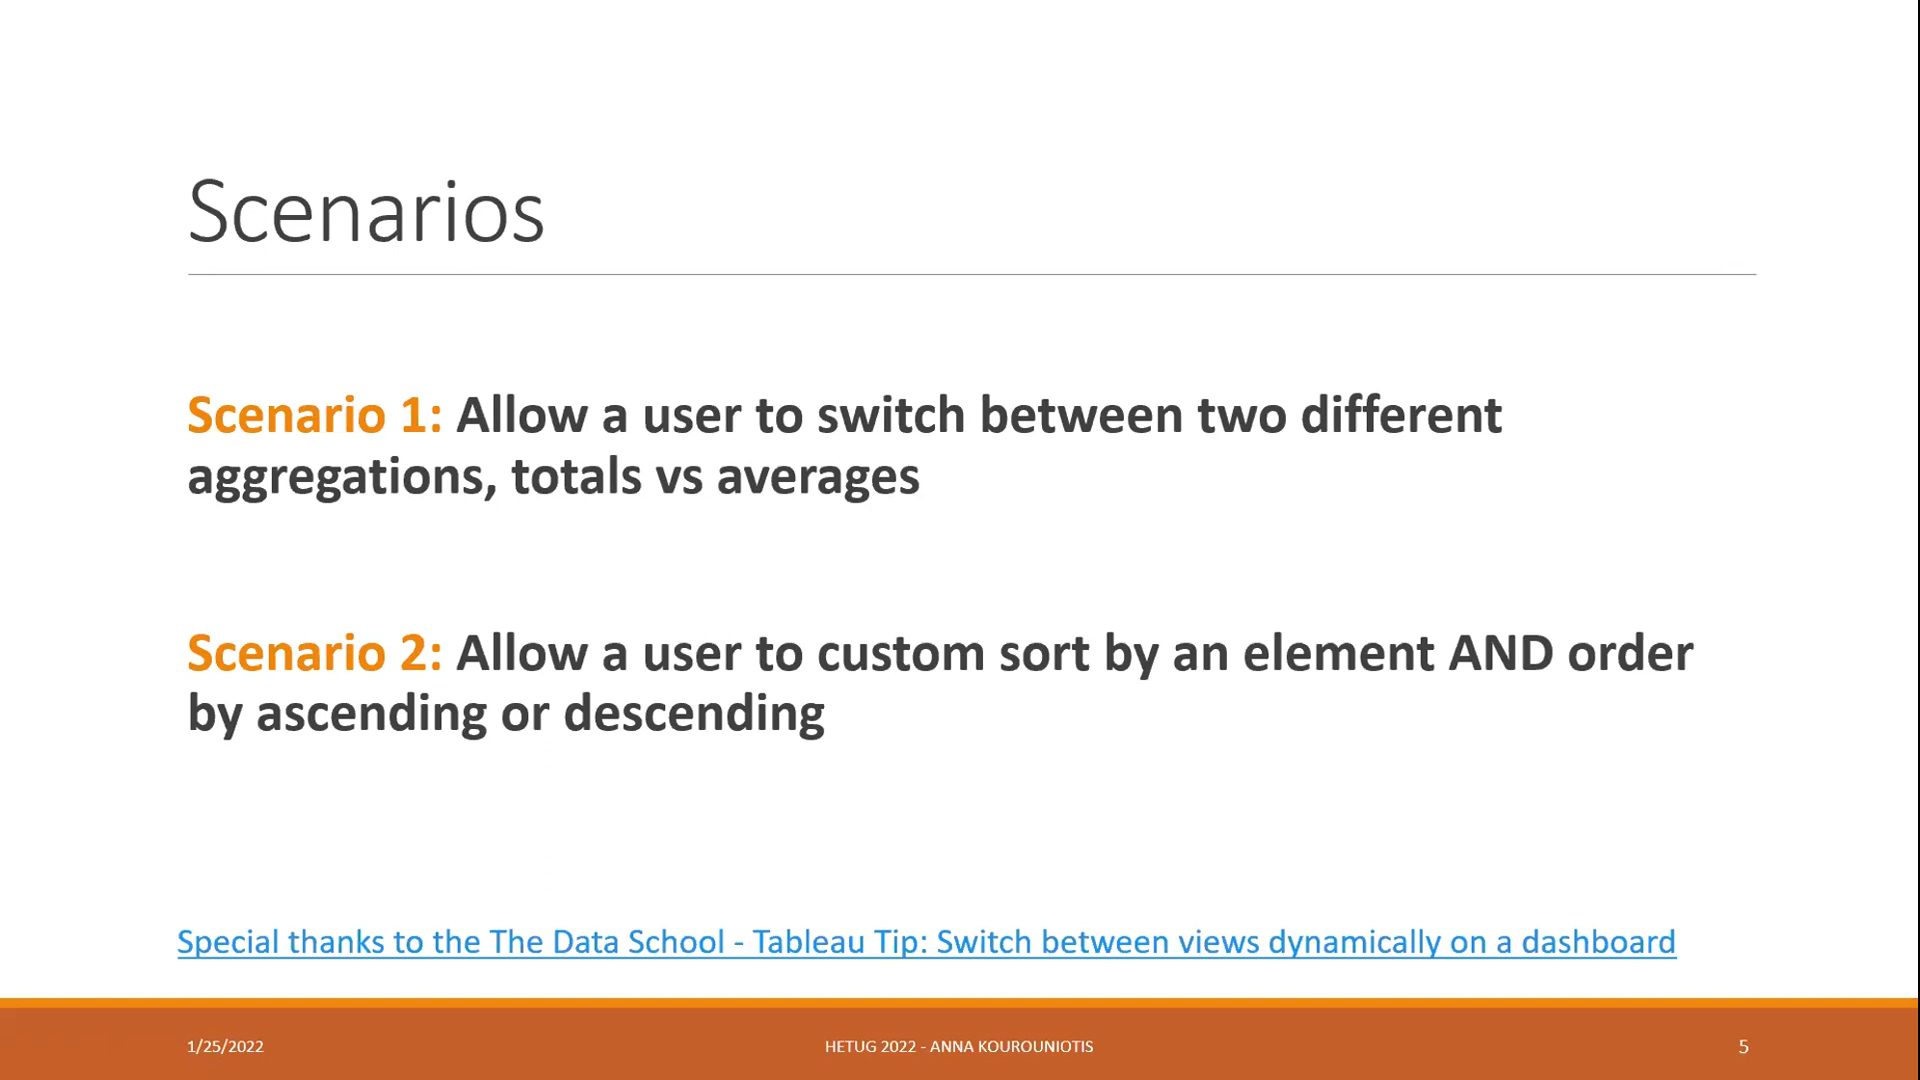 Scenarios
Scenario 1: Allow a user to switch between two different
aggregations, totals vs averages
Scenario 2: Allow a user to custom sort by an element AND order
by ascending or descending
Special thanks to the The Data School - Tableau Tip: Switch between views dynamically on a dashboard
1/25/2022
HETUG 2022 - ANNA KOUROUNIOTIS
5